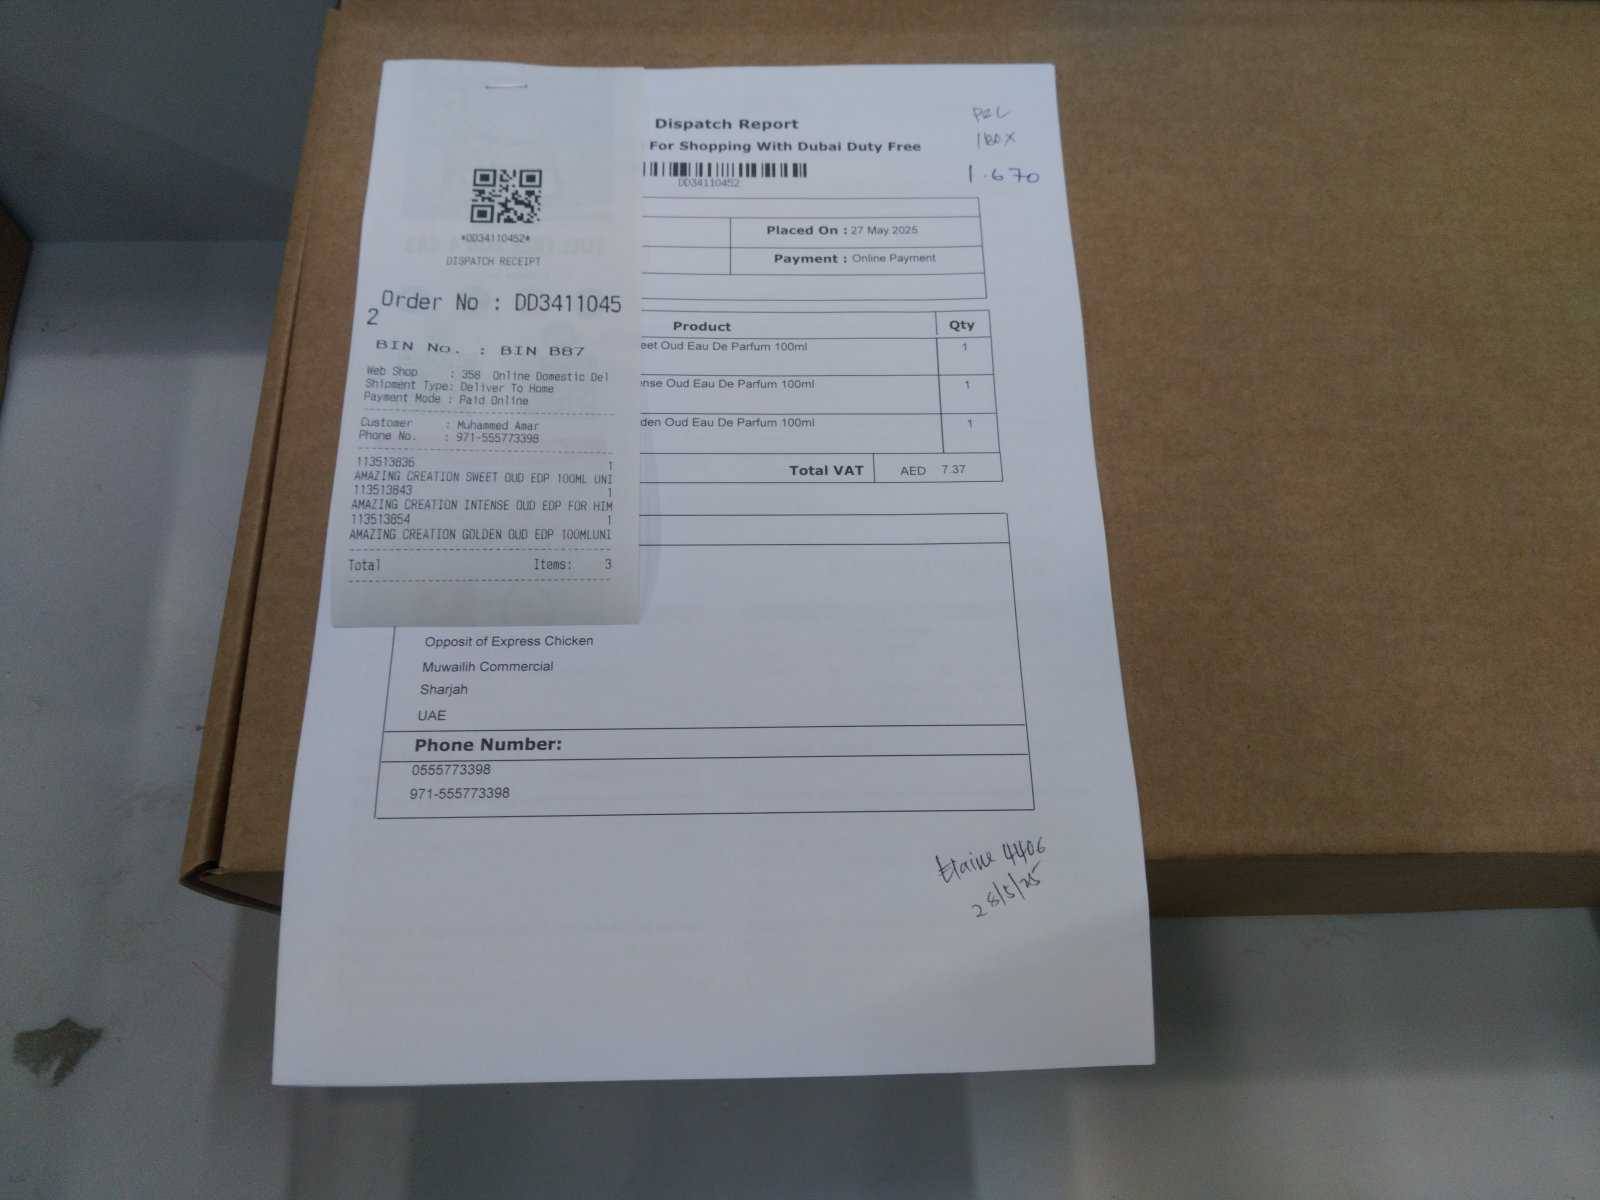 *DD34110452*
DISPATCH RECEIPT
Order No : DD3411045
2
BIN No. : BIN B87
Web Shop : 358 Online Domestic Del
Shipment Type: Deliver To Home
Payment Mode : Paid Online
Customer : Muhammed Amar
Phone No. : 971-555773398
113513836 1
AMAZING CREATION SWEET OUD EDP 100ML UNI
113513843 1
AMAZING CREATION INTENSE OUD EDP FOR HIM
113513854 1
AMAZING CREATION GOLDEN OUD EDP 100MLUNI
Total Items: 3
Dispatch Report
For Shopping With Dubai Duty Free
DD34110452
1 BOX
1.670
Placed On : 27 May 2025
Payment : Online Payment
Product Qty
eet Oud Eau De Parfum 100ml 1
nse Oud Eau De Parfum 100ml 1
den Oud Eau De Parfum 100ml 1
Total VAT AED 7.37
Opposit of Express Chicken
Muwailih Commercial
Sharjah
UAE
Phone Number:
0555773398
971-555773398
Elaine 4406
28/5/25